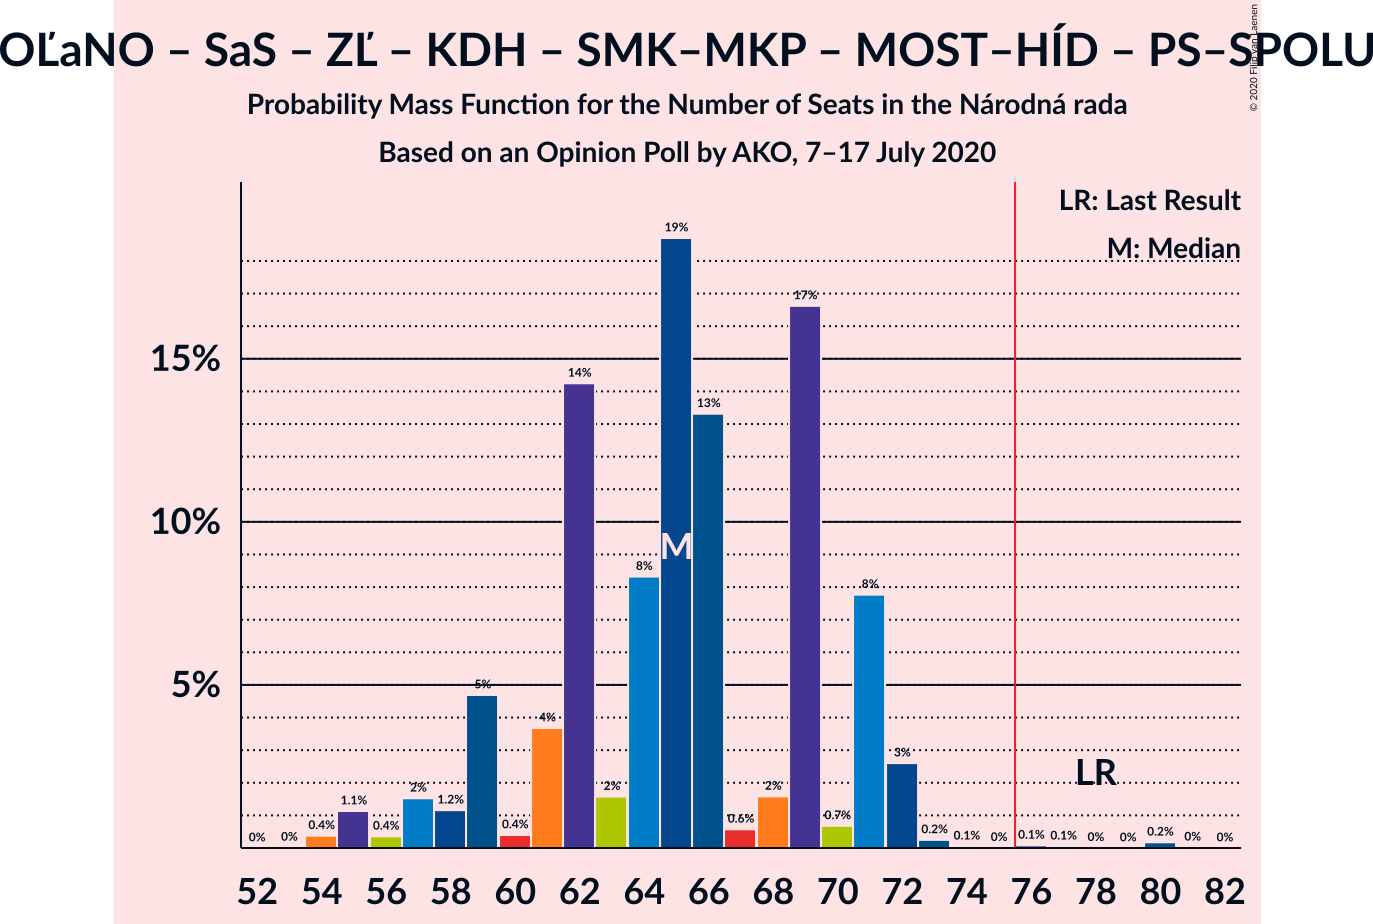 OĽaNO – SaS – ZĽ – KDH – SMK–MKP – MOST–HÍD – PS–SPOLU
© 2020 Filip van Laenen
Probability Mass Function for the Number of Seats in the Národná rada
Based on an Opinion Poll by AKO, 7–17 July 2020
LR: Last Result
M: Median
15%
10%
5%
0% 0% 0.4% 1.1% 0.4% 2% 1.2% 5% 0.4% 4% 14% 2% 8% 19% 13% 0.6% 2% 17% 0.7% 8% 3% 0.2% 0.1% 0% 0.1% 0.1% 0% 0% 0.2% 0% 0%
M
LR
52 54 56 58 60 62 64 66 68 70 72 74 76 78 80 82